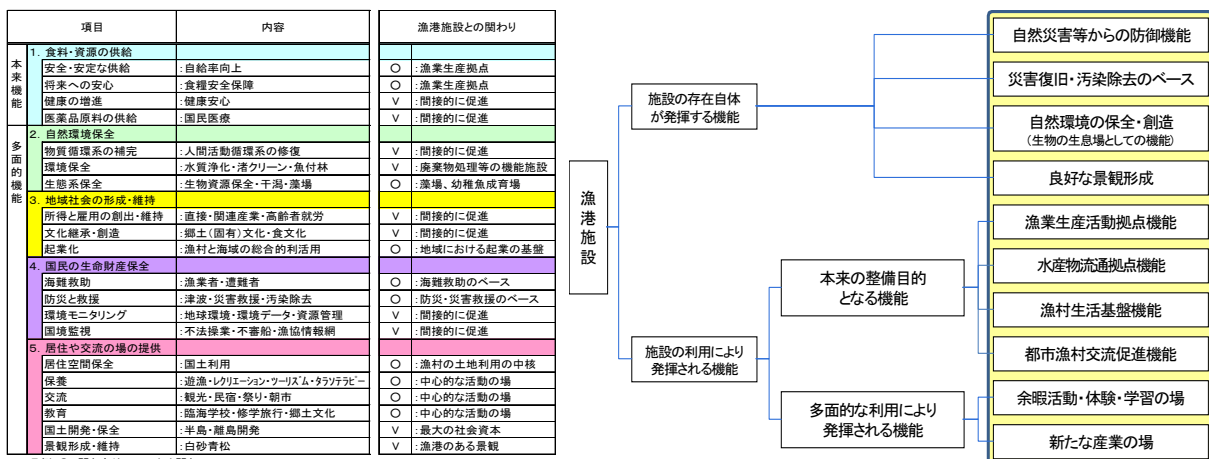 項目 内容 漁港施設との関わり
本来機能
1. 食料・資源の供給
安全・安定な供給 :自給率向上 ○ :漁業生産拠点
将来への安心 :食糧安全保障 ○ :漁業生産拠点
健康の増進 :健康安心 ∨ :間接的に促進
医薬品原料の供給 :国民医療 ∨ :間接的に促進
多面的機能
2. 自然環境保全
物質循環系の補完 :人間活動循環系の修復 ∨ :間接的に促進
環境保全 :水質浄化・渚クリーン・魚付林 ∨ :廃棄物処理等の機能施設
生態系保全 :生物資源保全・干潟・藻場 ○ :藻場、幼稚魚成育場
3. 地域社会の形成・維持
所得と雇用の創出・維持 :直接・関連産業・高齢者就労 ∨ :間接的に促進
文化継承・創造 :郷土(固有)文化・食文化 ∨ :間接的に促進
起業化 :漁村と海域の総合的利活用 ○ :地域における起業の基盤
4. 国民の生命財産保全
海難救助 :漁業者・遭難者 ○ :海難救助のベース
防災と救援 :津波・災害救援・汚染除去 ○ :防災・災害救援のベース
環境モニタリング :地球環境・環境データ・資源管理 ∨ :間接的に促進
国境監視 :不法操業・不審船・漁協情報網 ∨ :間接的に促進
5. 居住や交流の場の提供
居住空間保全 :国土利用 ○ :漁村の土地利用の中核
保養 :遊漁・レクリエーション・ツーリズム・タラソテラピー ○ :中心的な活動の場
交流 :観光・民宿・祭り・朝市 ○ :中心的な活動の場
教育 :臨海学校・修学旅行・郷土文化 ○ :中心的な活動の場
国土開発・保全 :半島・離島開発 ∨ :最大の社会資本
景観形成・維持 :白砂青松 ∨ :漁港のある景観
漁港施設
施設の存在自体
が発揮する機能
自然災害等からの防御機能
災害復旧・汚染除去のベース
自然環境の保全・創造
(生物の生息場としての機能)
良好な景観形成
施設の利用により
発揮される機能
本来の整備目的
となる機能
漁業生産活動拠点機能
水産物流通拠点機能
漁村生活基盤機能
都市漁村交流促進機能
多面的な利用により
発揮される機能
余暇活動・体験・学習の場
新たな産業の場